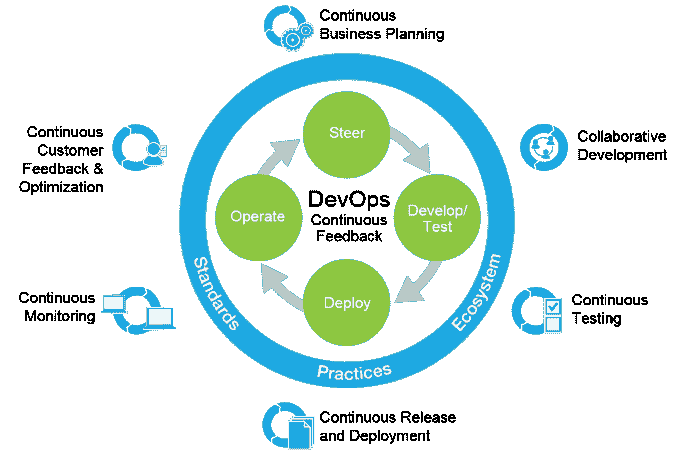 Continuous
Business Planning
Continuous
Customer
Feedback &
Optimization
Collaborative
Development
Steer
Operate
DevOps
Continuous
Feedback
Develop/
Test
Deploy
Standards
Practices
Ecosystem
Continuous
Monitoring
Continuous
Testing
Continuous Release
and Deployment